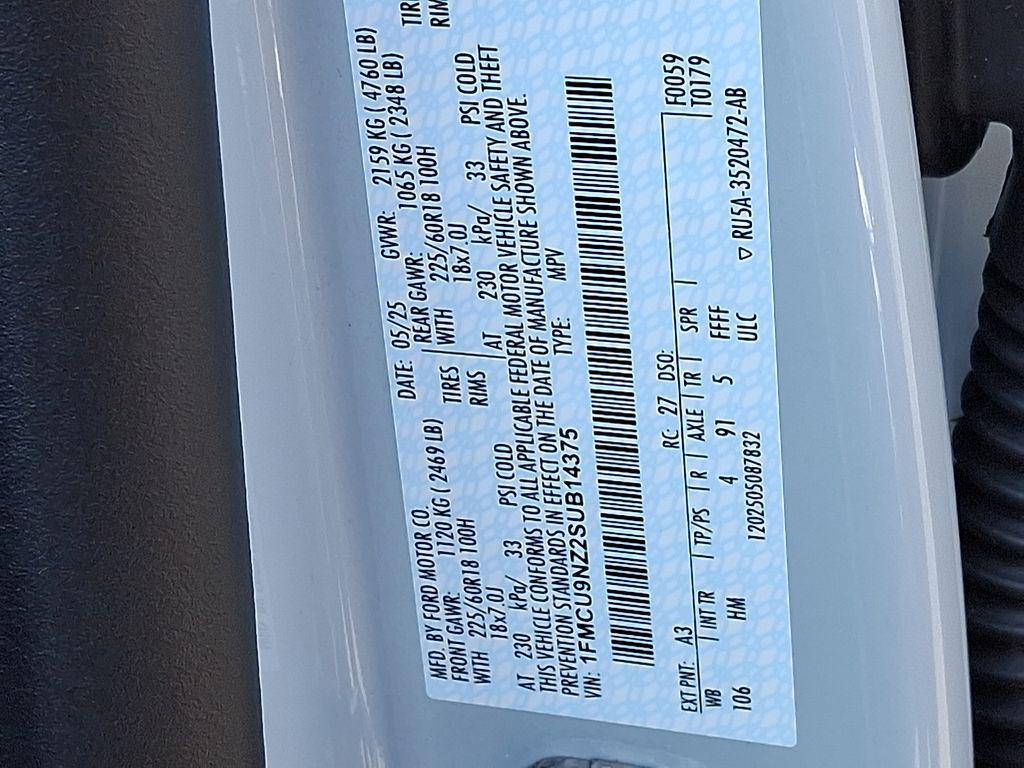 MFD. BY FORD MOTOR CO. DATE: 05/25 GVWR: 2159 KG ( 4760 LB)
FRONT GAWR: 1120 KG ( 2469 LB) REAR GAWR: 1065 KG ( 2348 LB)
WITH 225/60R18 100H TIRES WITH 225/60R18 100H TIR
18x7.0J RIMS 18x7.0J RIM
AT 230 kPa/ 33 PSI COLD AT 230 kPa/ 33 PSI COLD
THIS VEHICLE CONFORMS TO ALL APPLICABLE FEDERAL MOTOR VEHICLE SAFETY AND THEFT
PREVENTION STANDARDS IN EFFECT ON THE DATE OF MANUFACTURE SHOWN ABOVE.
VIN: 1FMCU9NZ2SUB14375 TYPE: MPV
EXT PNT: A3 RC: 27 DSO: F0059
WB INT TR TP/PS R AXLE TR SPR T0179
106 HM 4 91 5 FFFF
120250508 7832 ULC ▽ RU5A-3520472-AB